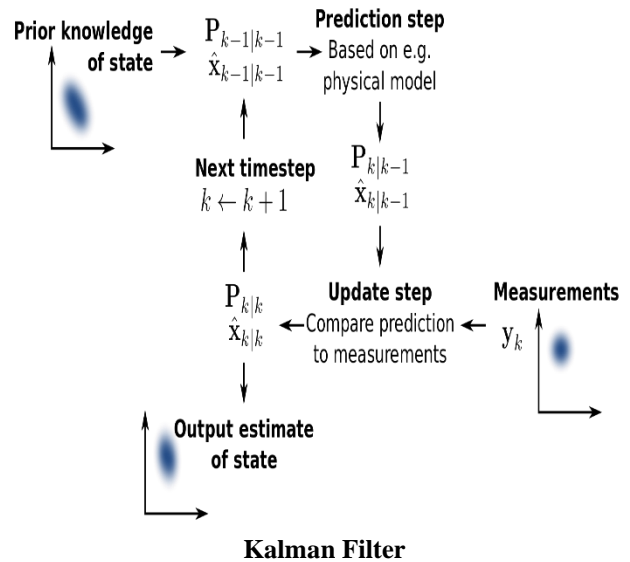 Prior knowledge
of state
P_{k−1|k−1}
x̂_{k−1|k−1}
Prediction step
Based on e.g.
physical model
Next timestep
k ← k + 1
P_{k|k−1}
x̂_{k|k−1}
P_{k|k}
x̂_{k|k}
Update step
Compare prediction
to measurements
Measurements
y_k
Output estimate
of state
Kalman Filter